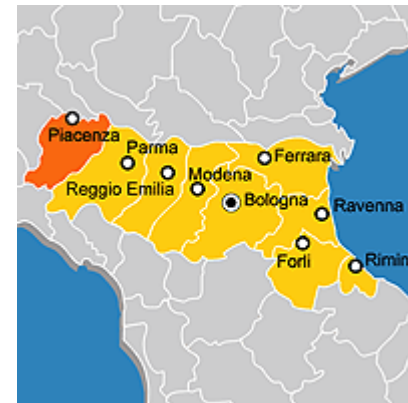 Piacenza
Parma
Ferrara
Reggio Emilia
Modena
Bologna
Ravenna
Forlì
Rimin